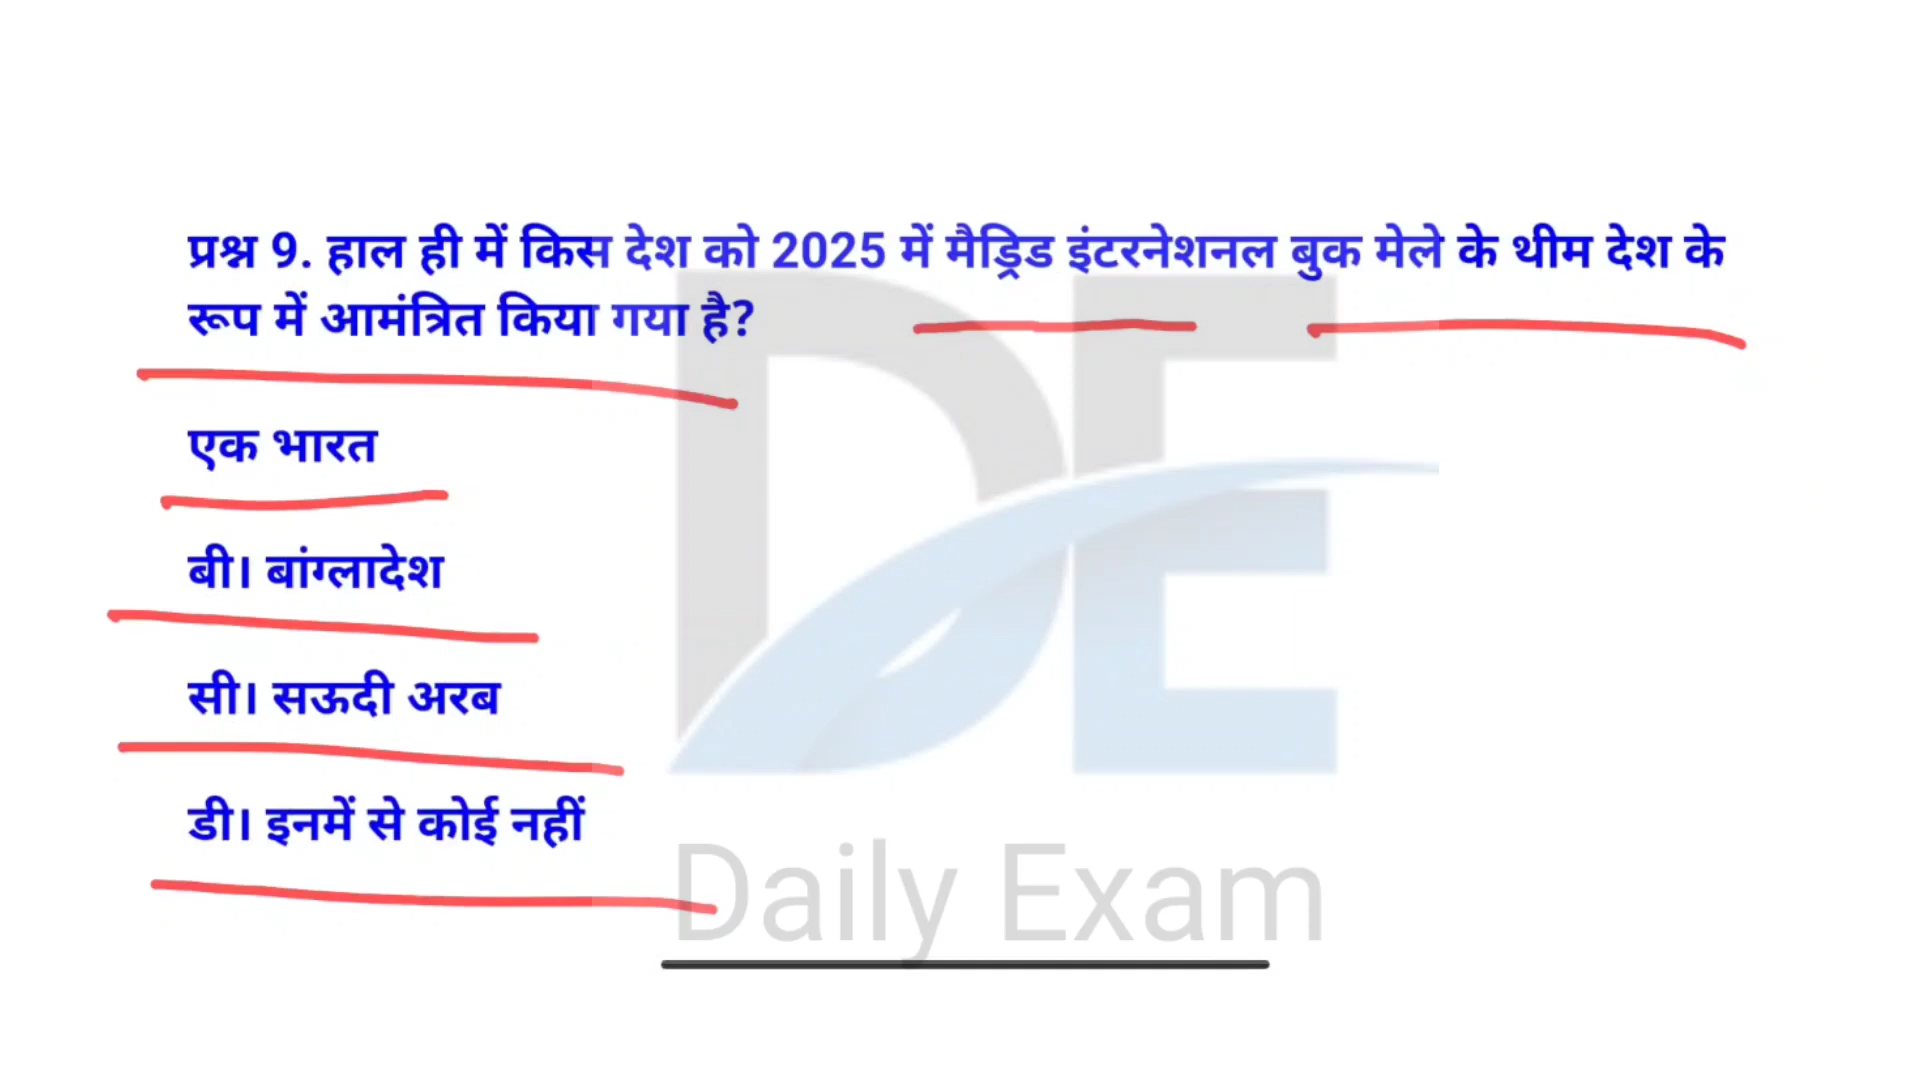 प्रश्न 9. हाल ही में किस देश को 2025 में मैड्रिड इंटरनेशनल बुक मेले के थीम देश के
रूप में आमंत्रित किया गया है?
एक भारत
बी। बांग्लादेश
सी। सऊदी अरब
डी। इनमें से कोई नहीं
DE
Daily Exam